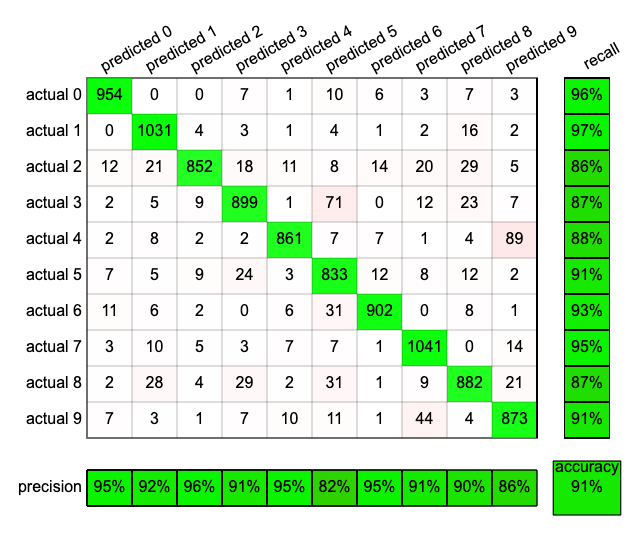 predicted 0 predicted 1 predicted 2 predicted 3 predicted 4 predicted 5 predicted 6 predicted 7 predicted 8 predicted 9 recall
actual 0 954 0 0 7 1 10 6 3 7 3 96%
actual 1 0 1031 4 3 1 4 1 2 16 2 97%
actual 2 12 21 852 18 11 8 14 20 29 5 86%
actual 3 2 5 9 899 1 71 0 12 23 7 87%
actual 4 2 8 2 2 861 7 7 1 4 89 88%
actual 5 7 5 9 24 3 833 12 8 12 2 91%
actual 6 11 6 2 0 6 31 902 0 8 1 93%
actual 7 3 10 5 3 7 7 1 1041 0 14 95%
actual 8 2 28 4 29 2 31 1 9 882 21 87%
actual 9 7 3 1 7 10 11 1 44 4 873 91%
accuracy
precision 95% 92% 96% 91% 95% 82% 95% 91% 90% 86% 91%